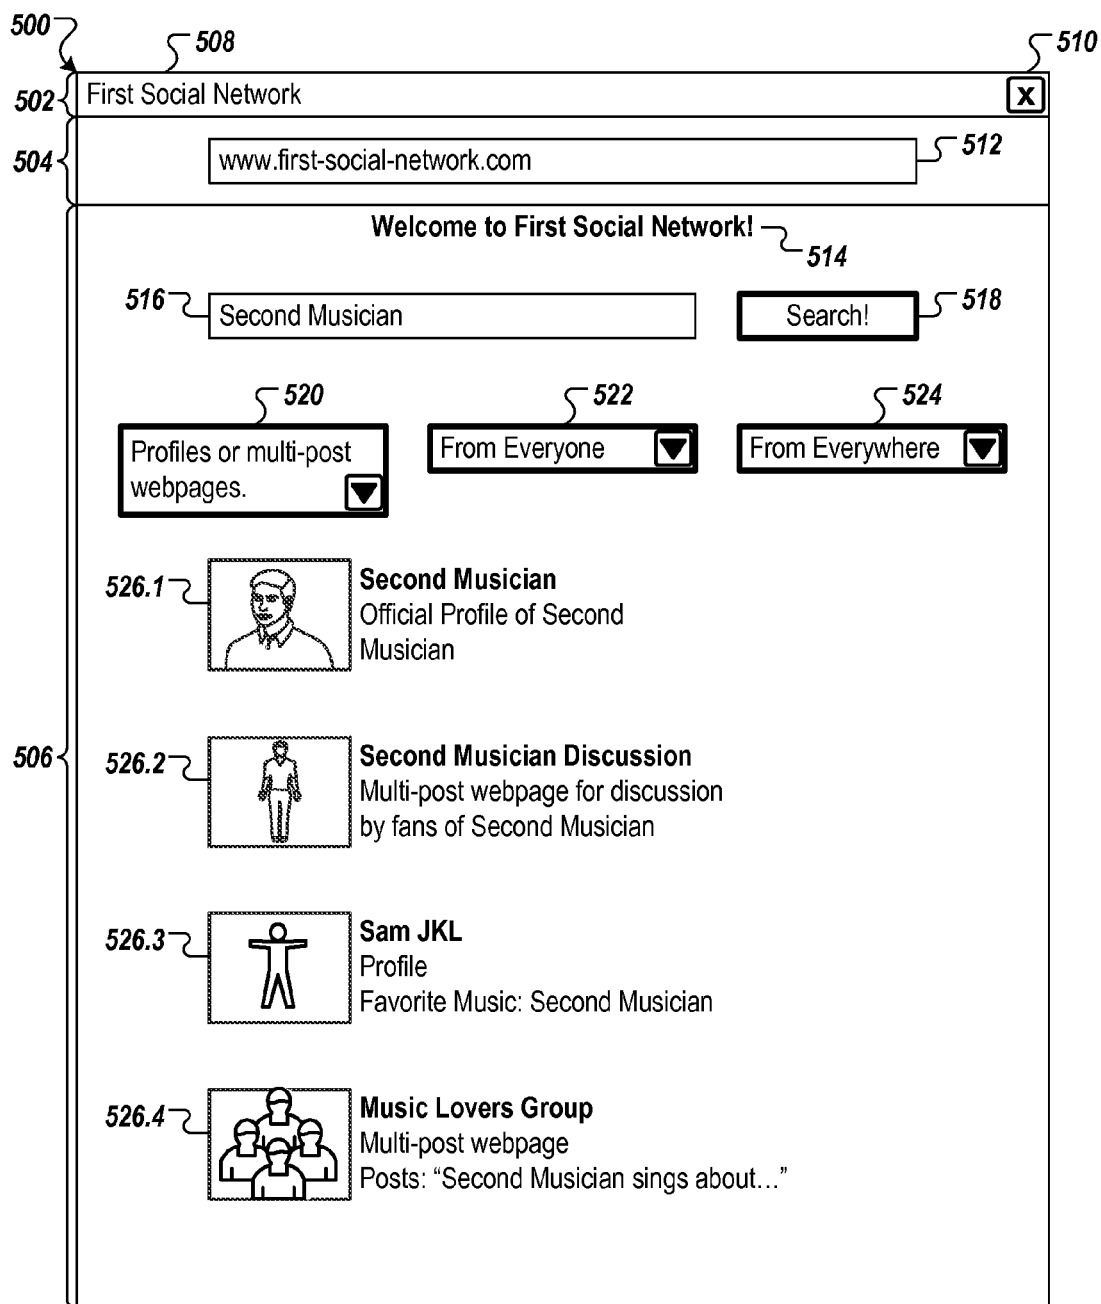 500
508
510
502
First Social Network
X
504
www.first-social-network.com
512
Welcome to First Social Network!
514
516
Second Musician
Search!
518
520
522
524
Profiles or multi-post
webpages.
From Everyone
From Everywhere
526.1
Second Musician
Official Profile of Second
Musician
506
526.2
Second Musician Discussion
Multi-post webpage for discussion
by fans of Second Musician
526.3
Sam JKL
Profile
Favorite Music: Second Musician
526.4
Music Lovers Group
Multi-post webpage
Posts: “Second Musician sings about…”